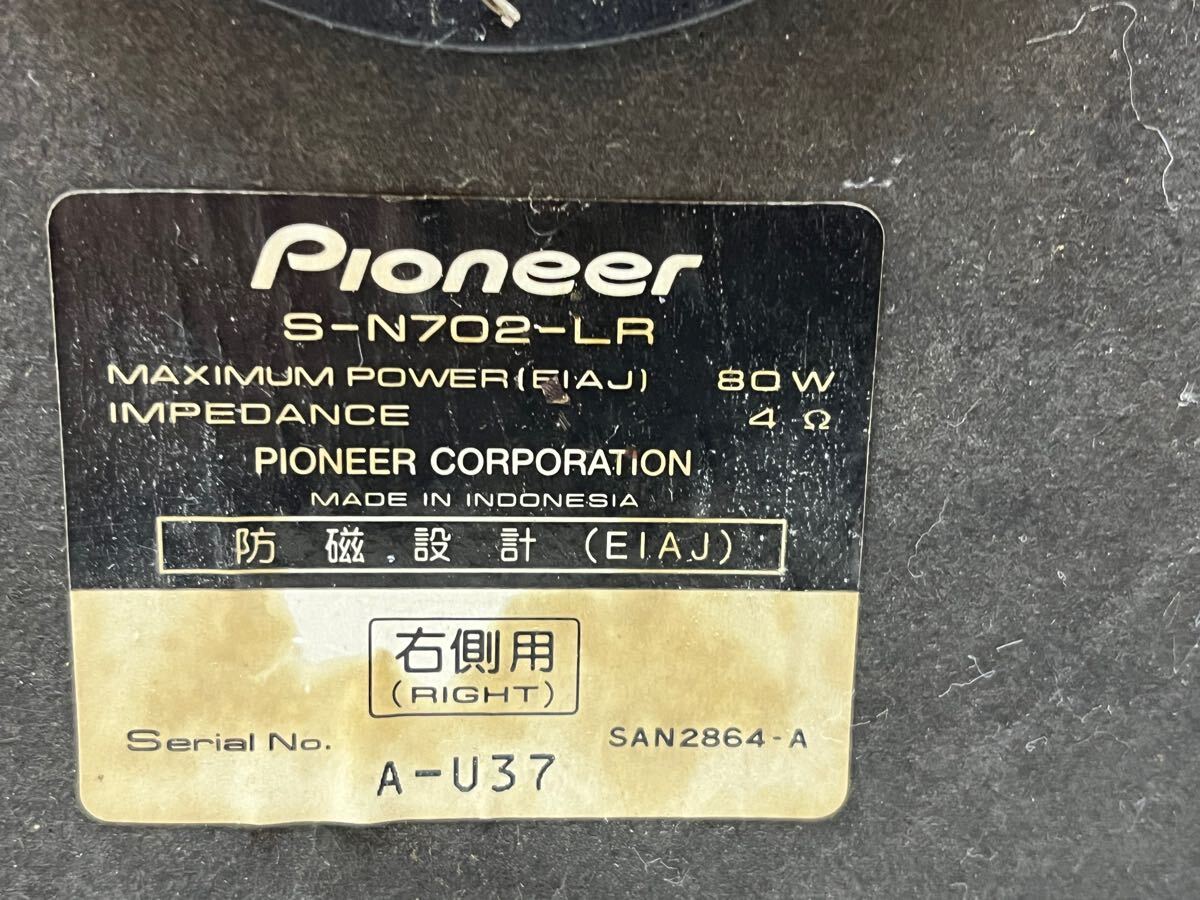 Pioneer
S-N702-LR
MAXIMUM POWER(EIAJ) 80W
IMPEDANCE 4 Ω
PIONEER CORPORATION
MADE IN INDONESIA
防磁設計 (EIAJ)
右側用
(RIGHT)
Serial No. SAN2864-A
A-U37